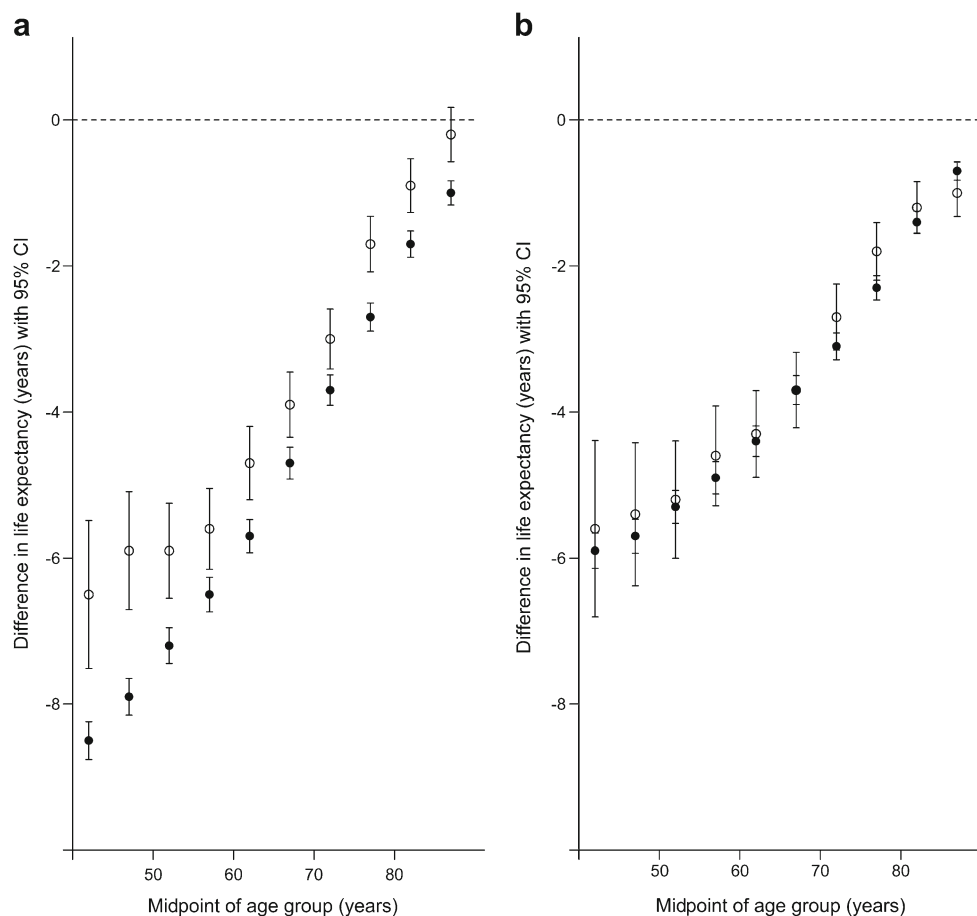 a
b
0
-2
-4
-6
-8
50 60 70 80
Difference in life expectancy (years) with 95% CI
Midpoint of age group (years)
0
-2
-4
-6
-8
50 60 70 80
Difference in life expectancy (years) with 95% CI
Midpoint of age group (years)